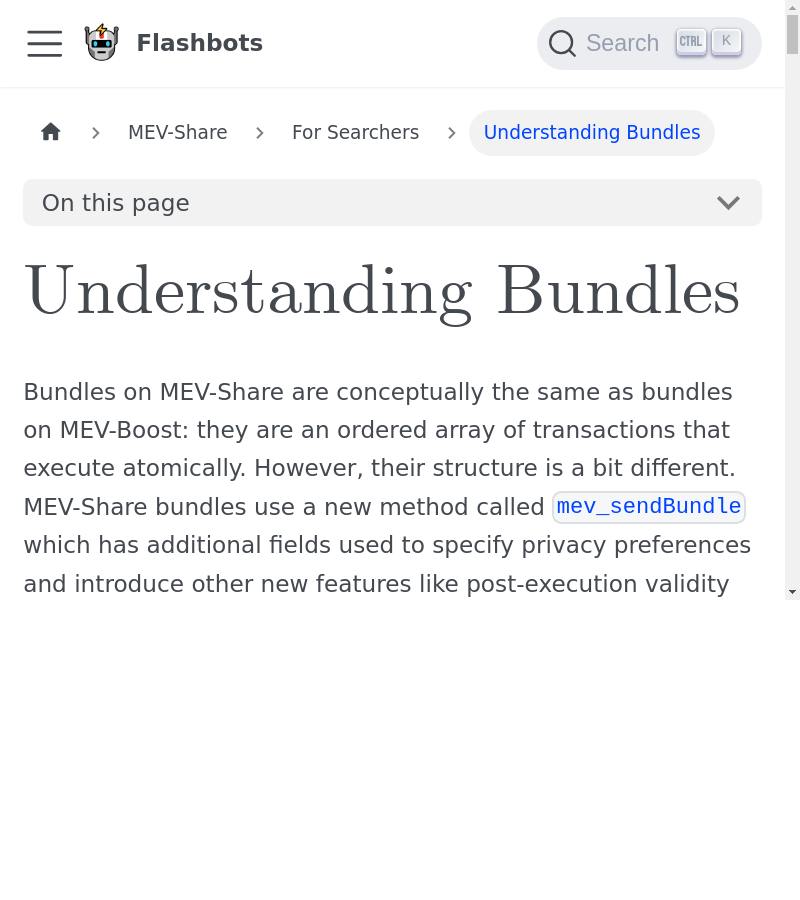 Flashbots
Search CTRL K
MEV-Share
For Searchers
Understanding Bundles
On this page
Understanding Bundles
Bundles on MEV-Share are conceptually the same as bundles
on MEV-Boost: they are an ordered array of transactions that
execute atomically. However, their structure is a bit different.
MEV-Share bundles use a new method called mev_sendBundle
which has additional fields used to specify privacy preferences
and introduce other new features like post-execution validity